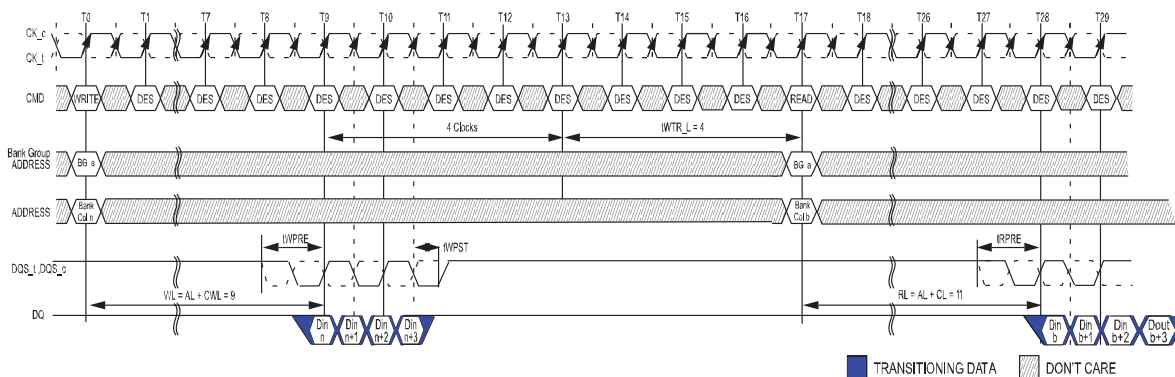 T0 T1 T7 T8 T9 T10 T11 T12 T13 T14 T15 T16 T17 T18 T26 T27 T28 T29
CK_c
CK_t
CMD WRITE DES DES DES DES DES DES DES DES DES DES DES READ DES DES DES DES DES
4 Clocks tWTR_L = 4
Bank Group
ADDRESS BG a BG a
ADDRESS Bank Col n Bank Col b
tWPRE tWPST tRPRE
DQS_t,DQS_c
WL = AL + CWL = 9 RL = AL + CL = 11
DQ Din n Din n+1 Din n+2 Din n+3 Din b Din b+1 Din b+2 Dout b+3
TRANSITIONING DATA DON'T CARE